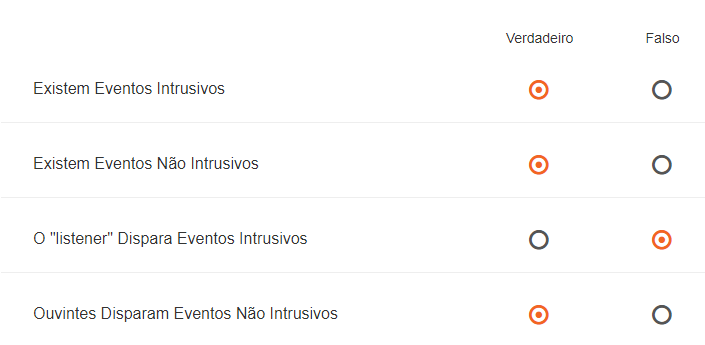 Verdadeiro Falso
Existem Eventos Intrusivos
Existem Eventos Não Intrusivos
O "listener" Dispara Eventos Intrusivos
Ouvintes Disparam Eventos Não Intrusivos